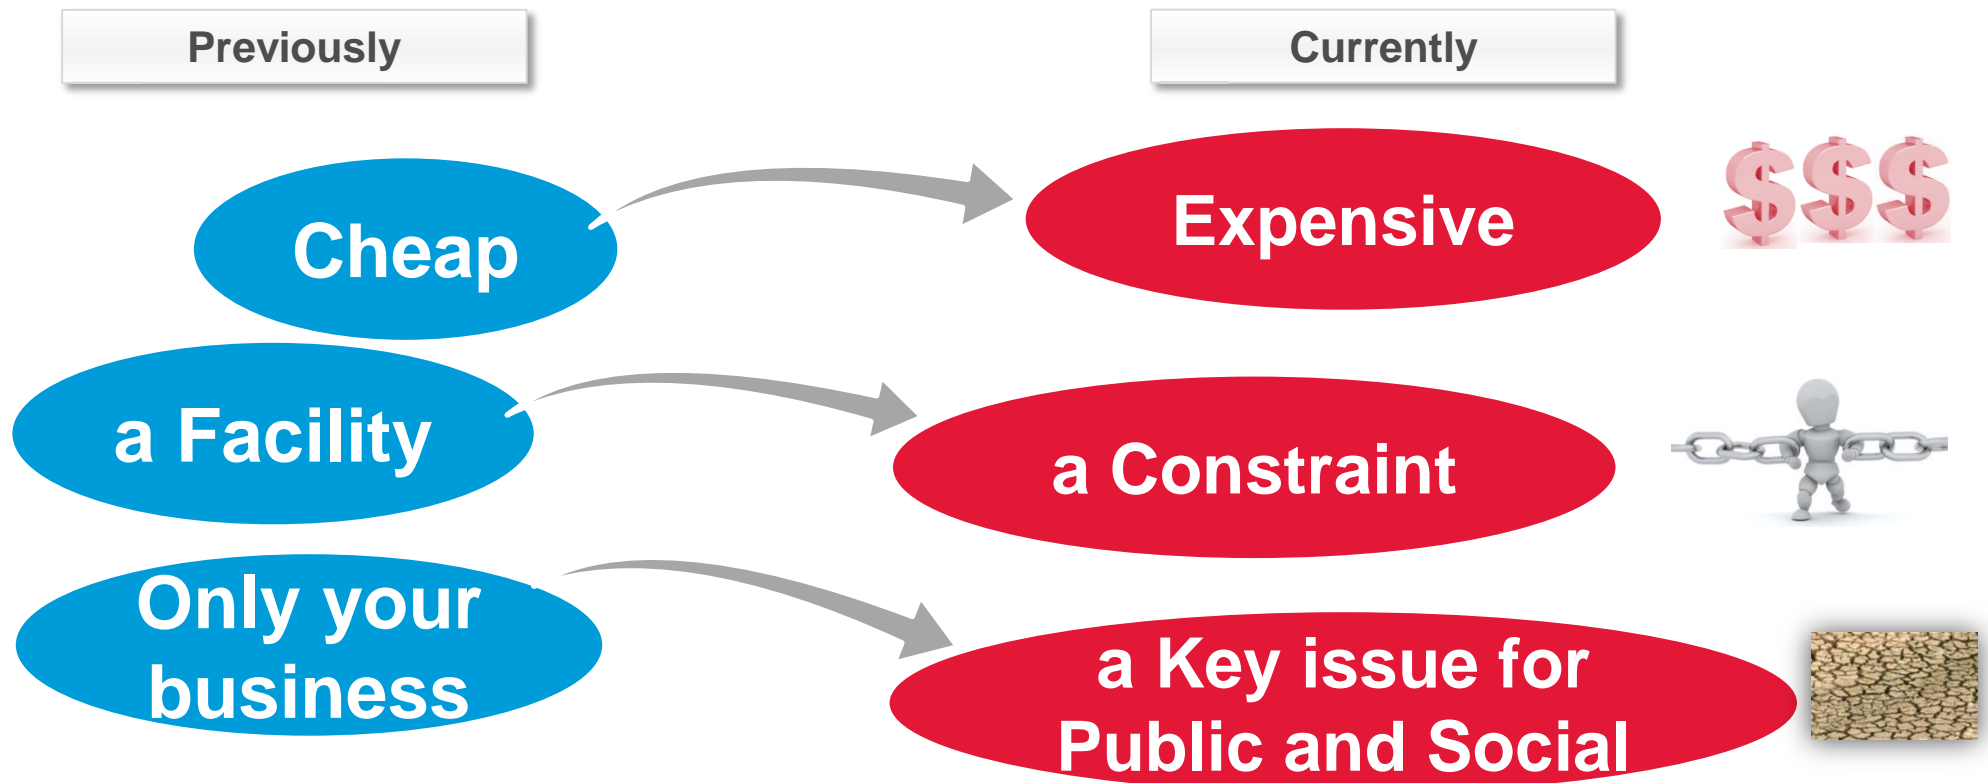 Previously
Currently
Cheap
Expensive
a Facility
a Constraint
Only your
business
a Key issue for
Public and Social
$$$